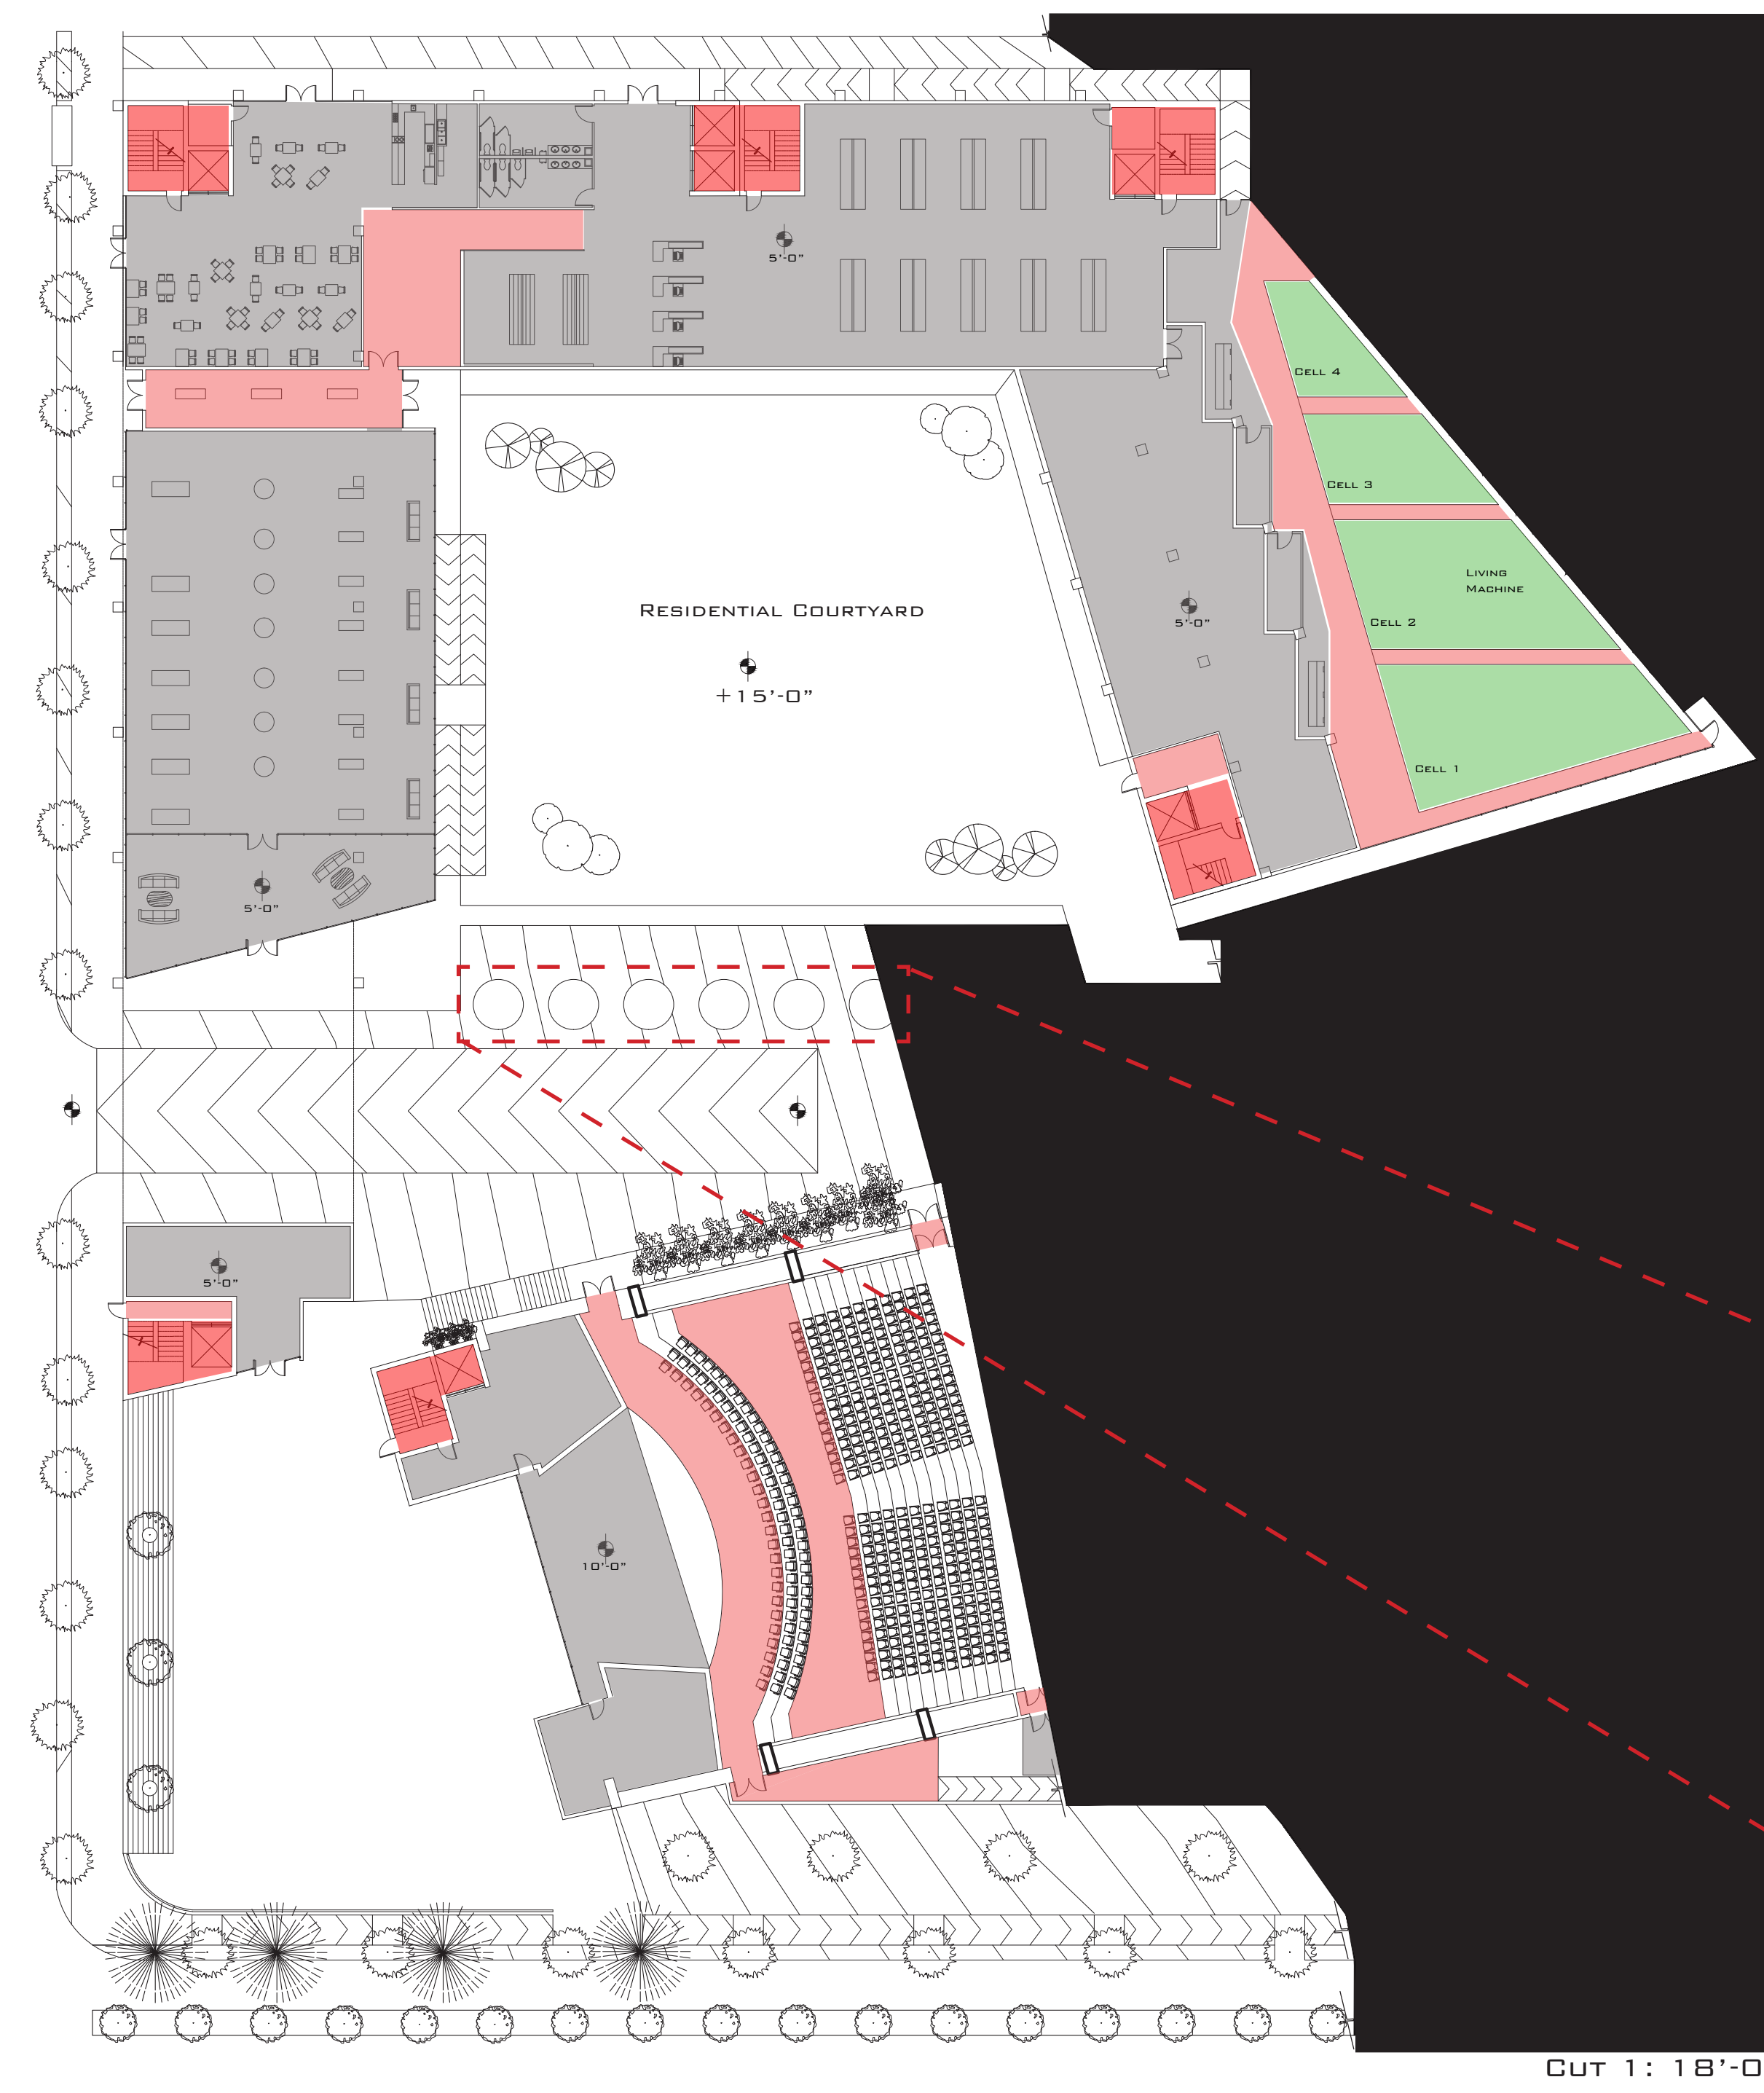 5'-0"
Cell 4
Cell 3
Living
Machine
Residential Courtyard
5'-0"
Cell 2
+15'-0"
Cell 1
5'-0"
5'-0"
10'-0"
Cut 1: 18'-0